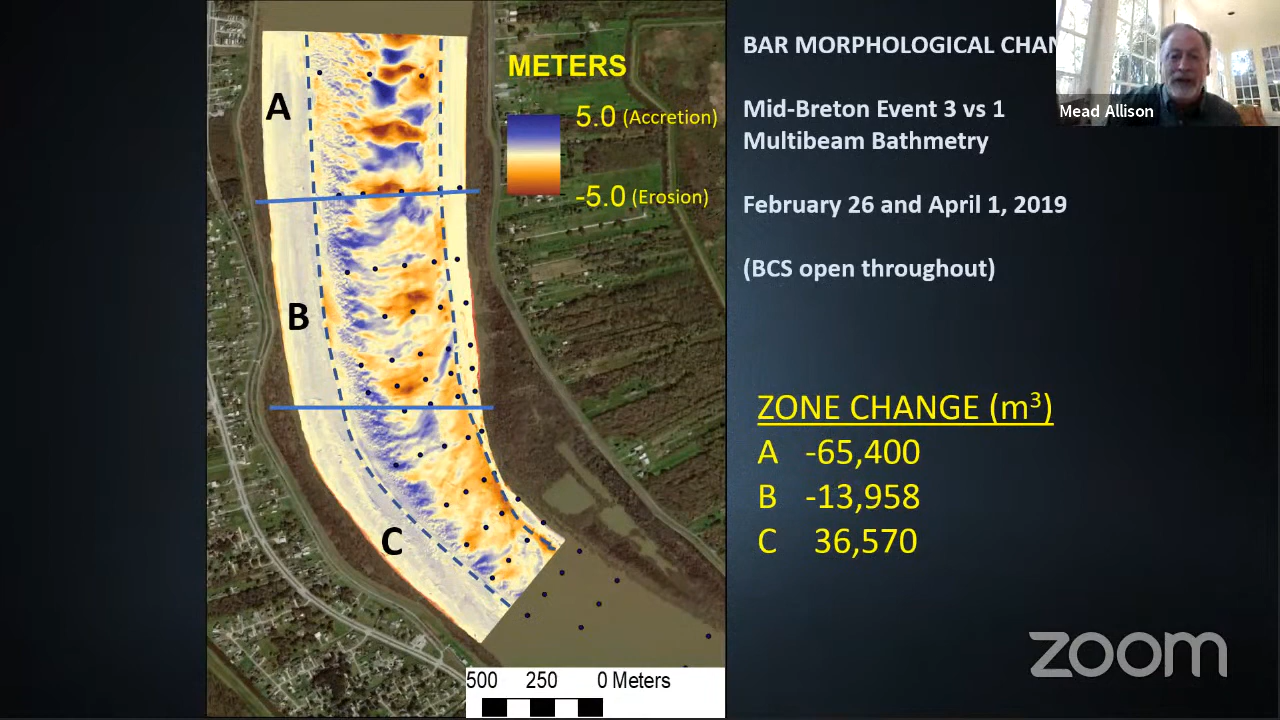 BAR MORPHOLOGICAL CHAN
Mead Allison
Mid-Breton Event 3 vs 1
Multibeam Bathmetry
February 26 and April 1, 2019
(BCS open throughout)
METERS
5.0 (Accretion)
-5.0 (Erosion)
A
B
C
ZONE CHANGE (m³)
A -65,400
B -13,958
C 36,570
500 250 0 Meters
zoom